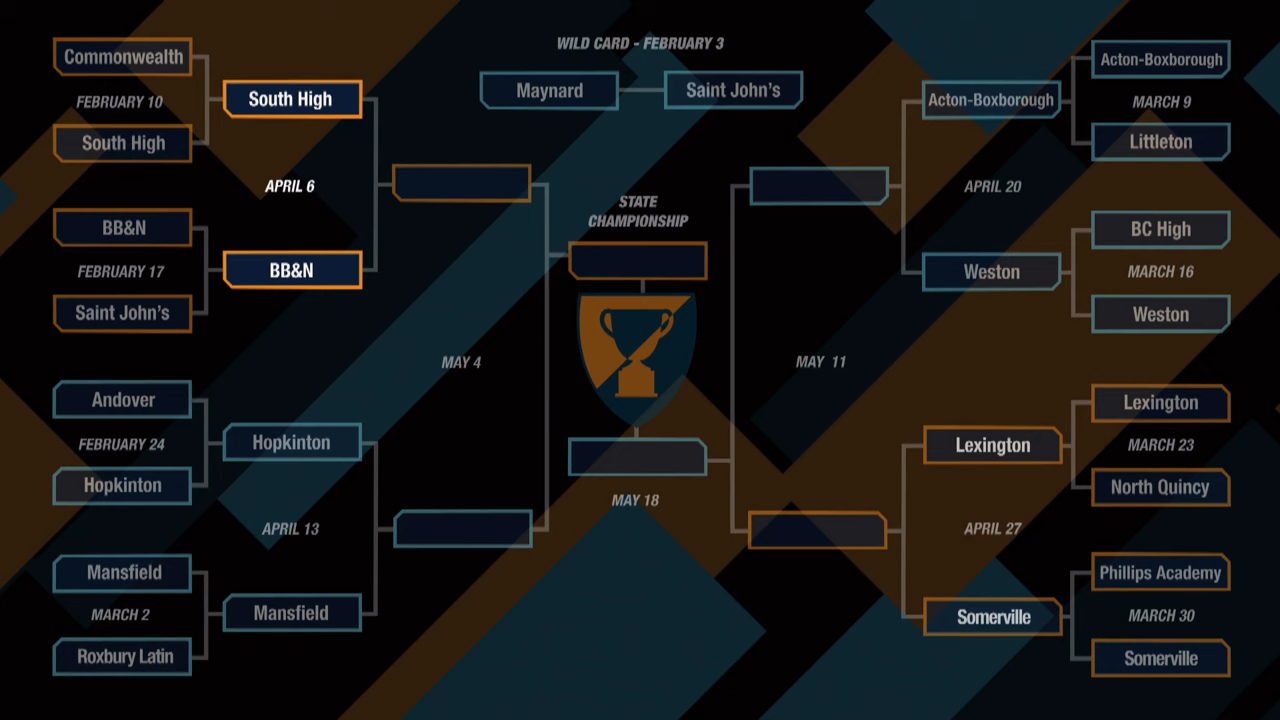 WILD CARD - FEBRUARY 3
Maynard
Saint John's
Commonwealth
FEBRUARY 10
South High
South High
APRIL 6
BB&N
FEBRUARY 17
Saint John's
BB&N
Andover
FEBRUARY 24
Hopkinton
Hopkinton
APRIL 13
Mansfield
MARCH 2
Roxbury Latin
Mansfield
MAY 4
STATE
CHAMPIONSHIP
MAY 18
MAY 11
Acton-Boxborough
APRIL 20
Weston
Acton-Boxborough
MARCH 9
Littleton
BC High
MARCH 16
Weston
Lexington
APRIL 27
Somerville
Lexington
MARCH 23
North Quincy
Phillips Academy
MARCH 30
Somerville